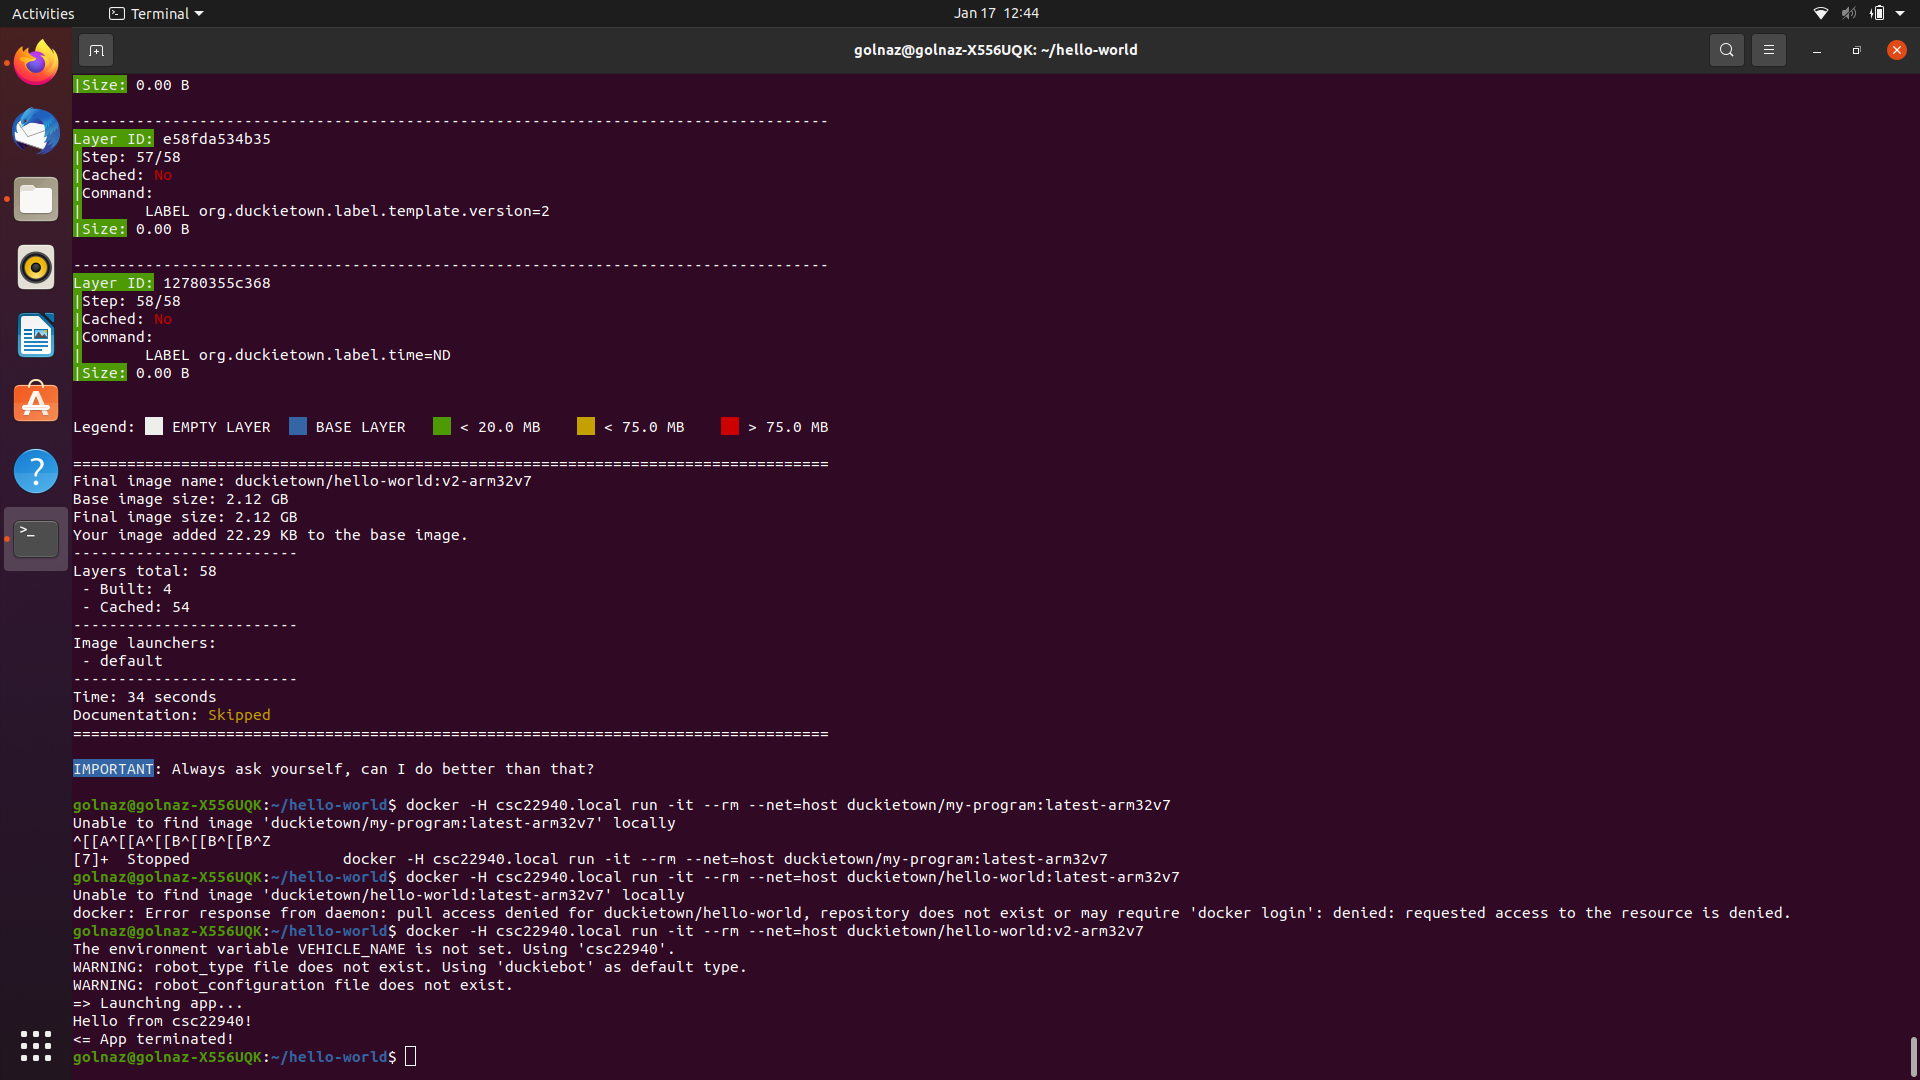 Activities
Terminal
Jan 17 12:44
golnaz@golnaz-X556UQK: ~/hello-world
|Size: 0.00 B
------------------------------------------------------------------------------------
Layer ID: e58fda534b35
|Step: 57/58
|Cached: No
|Command:
|       LABEL org.duckietown.label.template.version=2
|Size: 0.00 B
------------------------------------------------------------------------------------
Layer ID: 12780355c368
|Step: 58/58
|Cached: No
|Command:
|       LABEL org.duckietown.label.time=ND
|Size: 0.00 B
Legend: EMPTY LAYER BASE LAYER < 20.0 MB < 75.0 MB > 75.0 MB
====================================================================================
Final image name: duckietown/hello-world:v2-arm32v7
Base image size: 2.12 GB
Final image size: 2.12 GB
Your image added 22.29 KB to the base image.
-------------------------
Layers total: 58
 - Built: 4
 - Cached: 54
-------------------------
Image launchers:
 - default
-------------------------
Time: 34 seconds
Documentation: Skipped
====================================================================================
IMPORTANT: Always ask yourself, can I do better than that?
golnaz@golnaz-X556UQK:~/hello-world$ docker -H csc22940.local run -it --rm --net=host duckietown/my-program:latest-arm32v7
Unable to find image 'duckietown/my-program:latest-arm32v7' locally
^[[A^[[A^[[B^[[B^[[B^Z
[7]+  Stopped                 docker -H csc22940.local run -it --rm --net=host duckietown/my-program:latest-arm32v7
golnaz@golnaz-X556UQK:~/hello-world$ docker -H csc22940.local run -it --rm --net=host duckietown/hello-world:latest-arm32v7
Unable to find image 'duckietown/hello-world:latest-arm32v7' locally
docker: Error response from daemon: pull access denied for duckietown/hello-world, repository does not exist or may require 'docker login': denied: requested access to the resource is denied.
golnaz@golnaz-X556UQK:~/hello-world$ docker -H csc22940.local run -it --rm --net=host duckietown/hello-world:v2-arm32v7
The environment variable VEHICLE_NAME is not set. Using 'csc22940'.
WARNING: robot_type file does not exist. Using 'duckiebot' as default type.
WARNING: robot_configuration file does not exist.
=> Launching app...
Hello from csc22940!
<= App terminated!
golnaz@golnaz-X556UQK:~/hello-world$